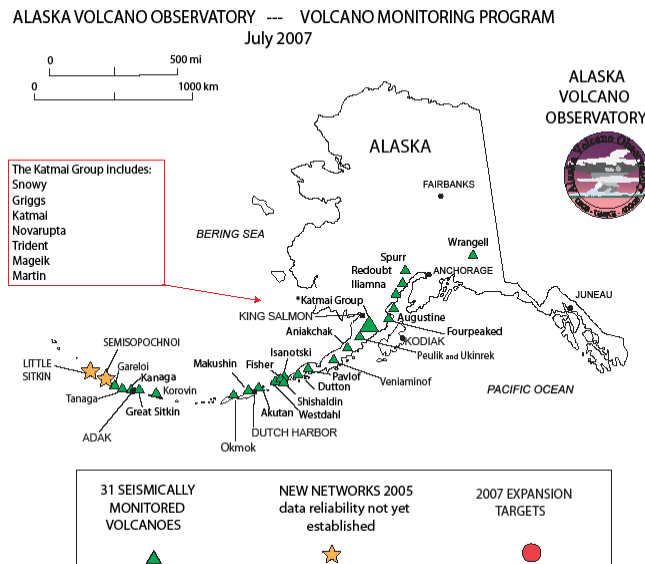 ALASKA VOLCANO OBSERVATORY --- VOLCANO MONITORING PROGRAM
July 2007
0 500 mi
0 1000 km
ALASKA
VOLCANO
OBSERVATORY
Alaska Volcano Observatory
ALASKA
The Katmai Group includes:
Snowy
Griggs
Katmai
Novarupta
Trident
Mageik
Martin
FAIRBANKS
BERING SEA
Wrangell
Spurr
Redoubt
ANCHORAGE
Iliamna
*Katmai Group
JUNEAU
KING SALMON
Augustine
Aniakchak
Fourpeaked
KODIAK
SEMISOPOCHNOI
Isanotski
Peulik and Ukinrek
LITTLE
SITKIN
Gareloi
Makushin
Fisher
Kanaga
Pavlof
Veniaminof
PACIFIC OCEAN
Tanaga
Korovin
Dutton
Great Sitkin
Shishaldin
Akutan
Westdahl
ADAK
DUTCH HARBOR
Okmok
31 SEISMICALLY
MONITORED
VOLCANOES
NEW NETWORKS 2005
data reliability not yet
established
2007 EXPANSION
TARGETS